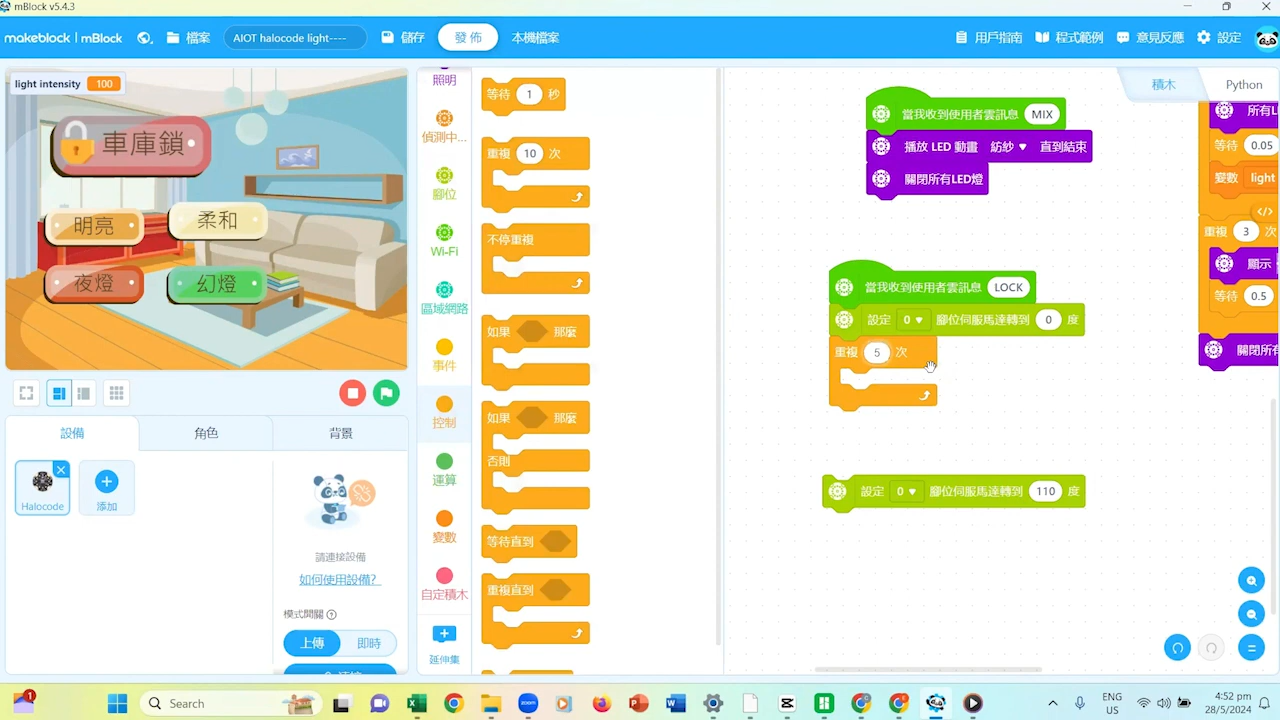 mBlock v5.4.3
makeblock | mBlock
檔案
AIOT halocode light----
儲存
發佈
本機檔案
用戶指南
程式範例
意見反應
設定
light intensity 100
車庫鎖
明亮
柔和
夜燈
幻燈
設備
角色
背景
Halocode
添加
請連接設備
如何使用設備?
模式開關
上傳
即時
照明
偵測中...
腳位
Wi-Fi
區域網路
事件
控制
運算
變數
自定積木
延伸集
等待 1 秒
重複 10 次
不停重複
如果 那麼
如果 那麼
否則
等待直到
重複直到
積木
Python
當我收到使用者雲訊息 MIX
播放 LED 動畫 紡紗 直到結束
關閉所有LED燈
當我收到使用者雲訊息 LOCK
設定 0 腳位伺服馬達轉到 0 度
重複 5 次
設定 0 腳位伺服馬達轉到 110 度
所有L
等待 0.05
變數 light
重複 3 次
顯示
等待 0.5
關閉所有
1
Search
ENG
US
4:52 pm
28/5/2024